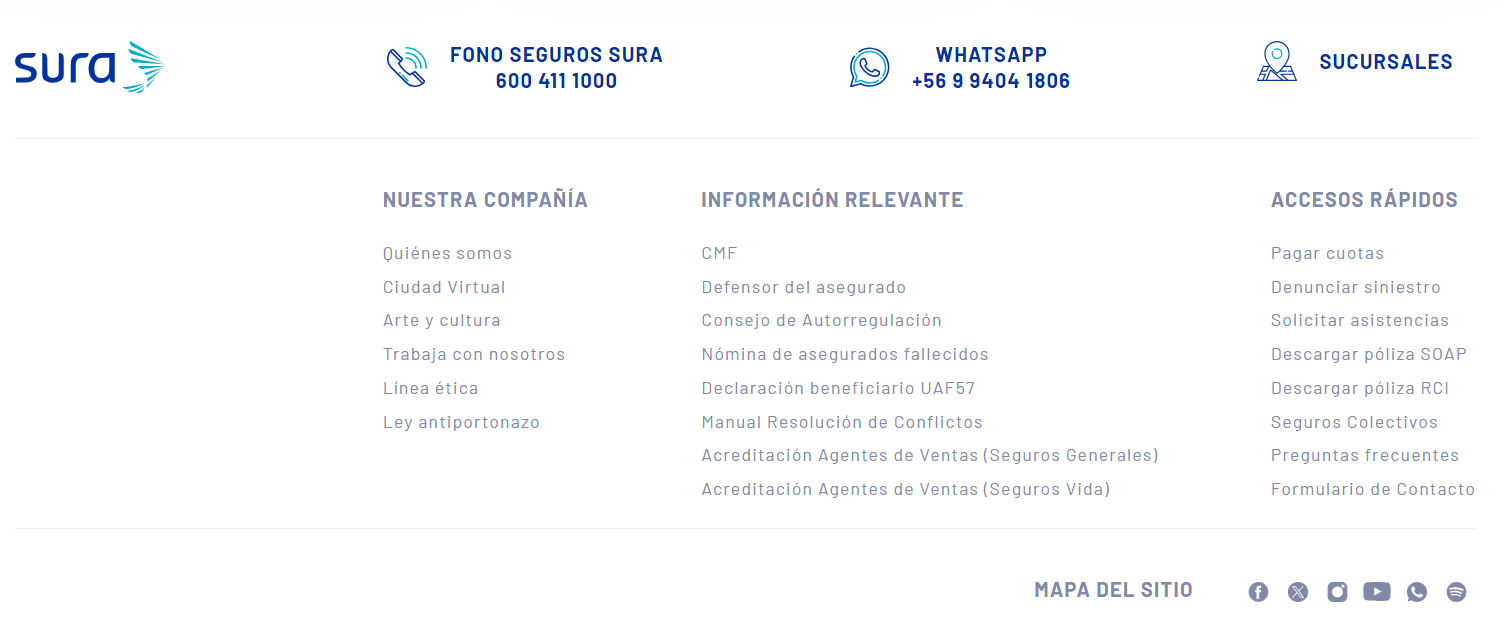 sura
FONO SEGUROS SURA
600 411 1000
WHATSAPP
+56 9 9404 1806
SUCURSALES
NUESTRA COMPAÑÍA
Quiénes somos
Ciudad Virtual
Arte y cultura
Trabaja con nosotros
Línea ética
Ley antiportonazo
INFORMACIÓN RELEVANTE
CMF
Defensor del asegurado
Consejo de Autorregulación
Nómina de asegurados fallecidos
Declaración beneficiario UAF57
Manual Resolución de Conflictos
Acreditación Agentes de Ventas (Seguros Generales)
Acreditación Agentes de Ventas (Seguros Vida)
ACCESOS RÁPIDOS
Pagar cuotas
Denunciar siniestro
Solicitar asistencias
Descargar póliza SOAP
Descargar póliza RCI
Seguros Colectivos
Preguntas frecuentes
Formulario de Contacto
MAPA DEL SITIO